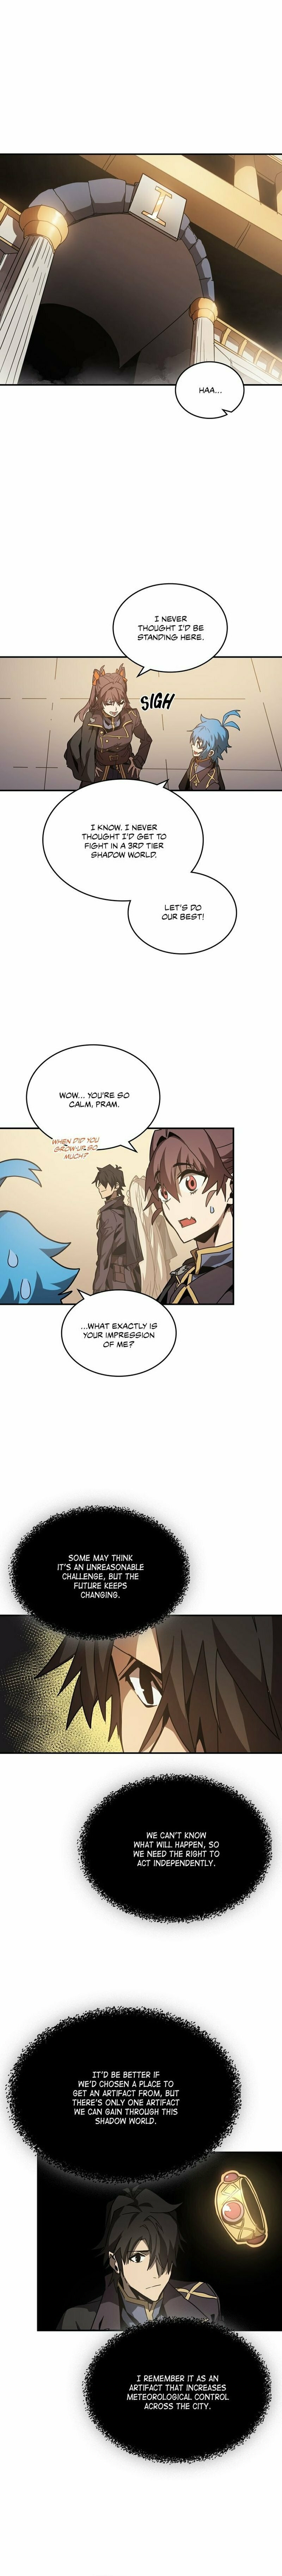 I
HAA...
I NEVER
THOUGHT I'D BE
STANDING HERE.
SIGH
I KNOW. I NEVER
THOUGHT I'D GET TO
FIGHT IN A 3RD TIER
SHADOW WORLD.
LET'S DO
OUR BEST!
WOW... YOU'RE SO
CALM, PRAM.
WHEN DID YOU
GROW UP SO
MUCH?
...WHAT EXACTLY IS
YOUR IMPRESSION
OF ME?
SOME MAY THINK
IT'S AN UNREASONABLE
CHALLENGE, BUT THE
FUTURE KEEPS
CHANGING.
WE CAN'T KNOW
WHAT WILL HAPPEN, SO
WE NEED THE RIGHT TO
ACT INDEPENDENTLY.
IT'D BE BETTER IF
WE'D CHOSEN A PLACE TO
GET AN ARTIFACT FROM, BUT
THERE'S ONLY ONE ARTIFACT
WE CAN GAIN THROUGH THIS
SHADOW WORLD.
I REMEMBER IT AS AN
ARTIFACT THAT INCREASES
METEOROLOGICAL CONTROL
ACROSS THE CITY.